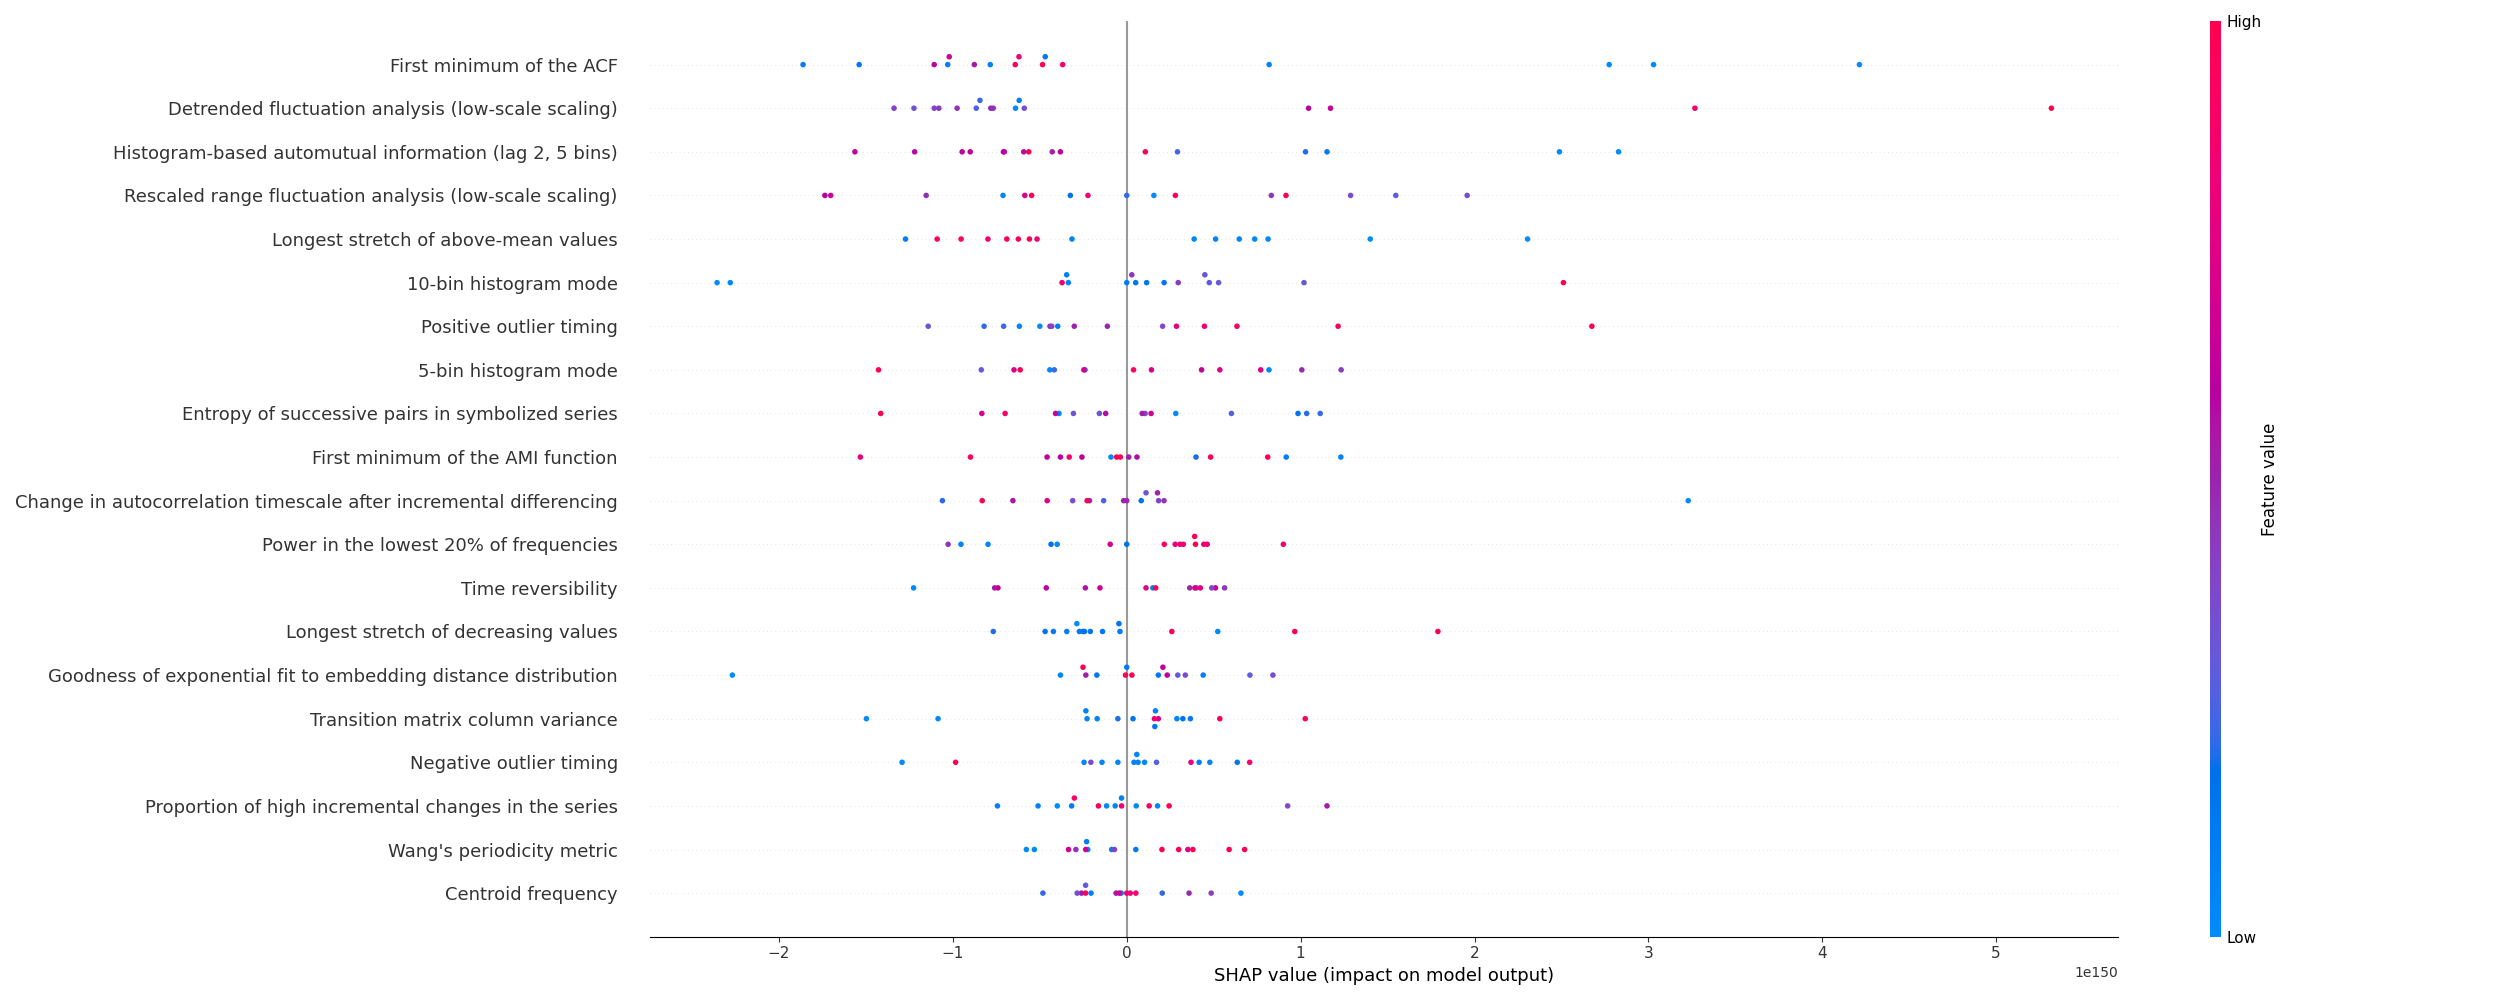 High
First minimum of the ACF
Detrended fluctuation analysis (low-scale scaling)
Histogram-based automutual information (lag 2, 5 bins)
Rescaled range fluctuation analysis (low-scale scaling)
Longest stretch of above-mean values
10-bin histogram mode
Positive outlier timing
5-bin histogram mode
Entropy of successive pairs in symbolized series
First minimum of the AMI function
Change in autocorrelation timescale after incremental differencing
Power in the lowest 20% of frequencies
Time reversibility
Longest stretch of decreasing values
Goodness of exponential fit to embedding distance distribution
Transition matrix column variance
Negative outlier timing
Proportion of high incremental changes in the series
Wang's periodicity metric
Centroid frequency
Feature value
Low
−2 −1 0 1 2 3 4 5
1e150
SHAP value (impact on model output)